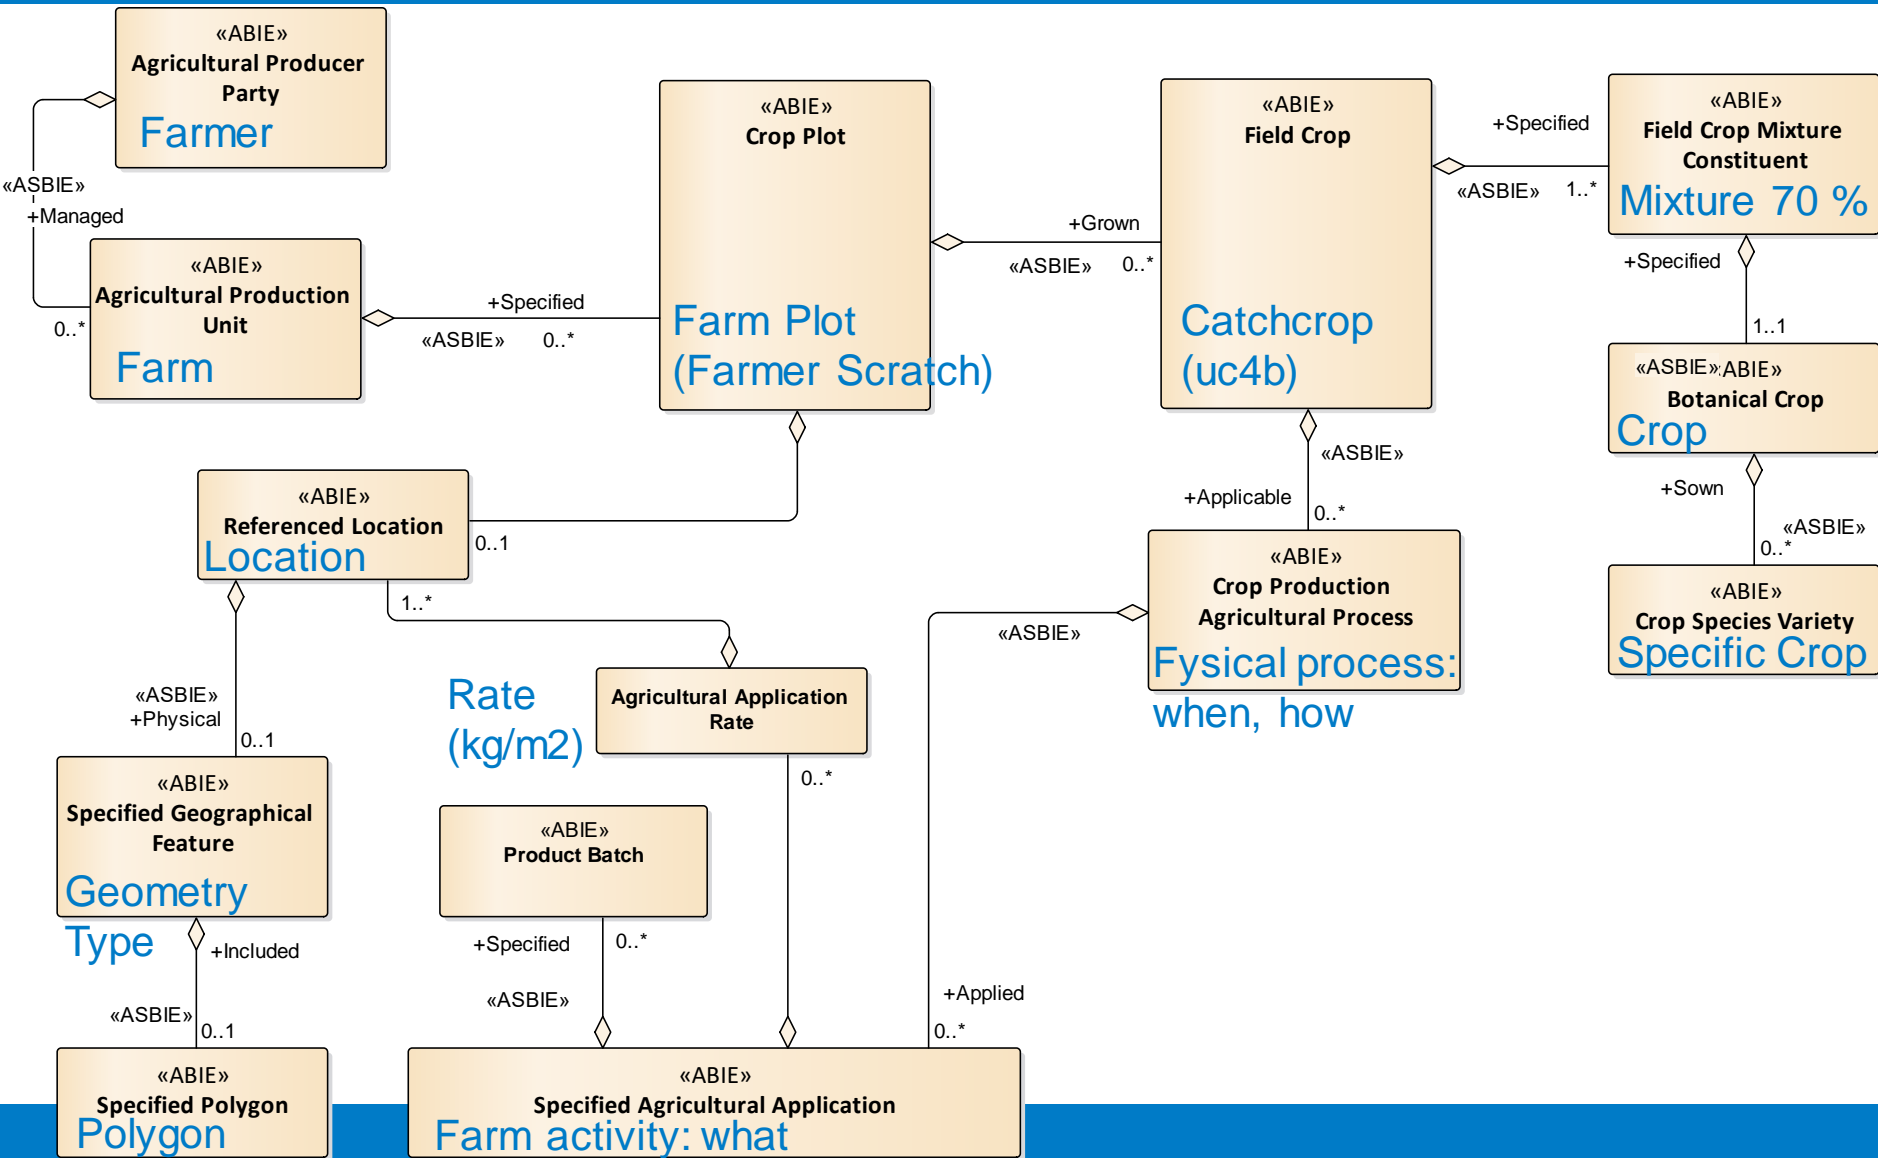 «ABIE»
Agricultural Producer
Party
Farmer
«ASBIE»
+Managed
0..*
«ABIE»
Agricultural Production
Unit
Farm
+Specified
«ASBIE»
0..*
«ABIE»
Crop Plot
Farm Plot
(Farmer Scratch)
+Grown
«ASBIE»
0..*
«ABIE»
Field Crop
Catchcrop
(uc4b)
+Specified
«ASBIE»
1..*
«ABIE»
Field Crop Mixture
Constituent
Mixture 70 %
+Specified
1..1
«ASBIE»
ABIE»
Botanical Crop
Crop
+Sown
«ASBIE»
0..*
«ABIE»
Crop Species Variety
Specific Crop
«ASBIE»
+Applicable
0..*
«ABIE»
Crop Production
Agricultural Process
Fysical process:
when, how
«ASBIE»
«ABIE»
Referenced Location
Location
0..1
1..*
Rate
(kg/m2)
Agricultural Application
Rate
0..*
«ASBIE»
+Physical
0..1
«ABIE»
Specified Geographical
Feature
Geometry
Type
+Included
«ASBIE»
0..1
«ABIE»
Specified Polygon
Polygon
«ABIE»
Product Batch
+Specified
0..*
«ASBIE»
+Applied
0..*
«ABIE»
Specified Agricultural Application
Farm activity: what